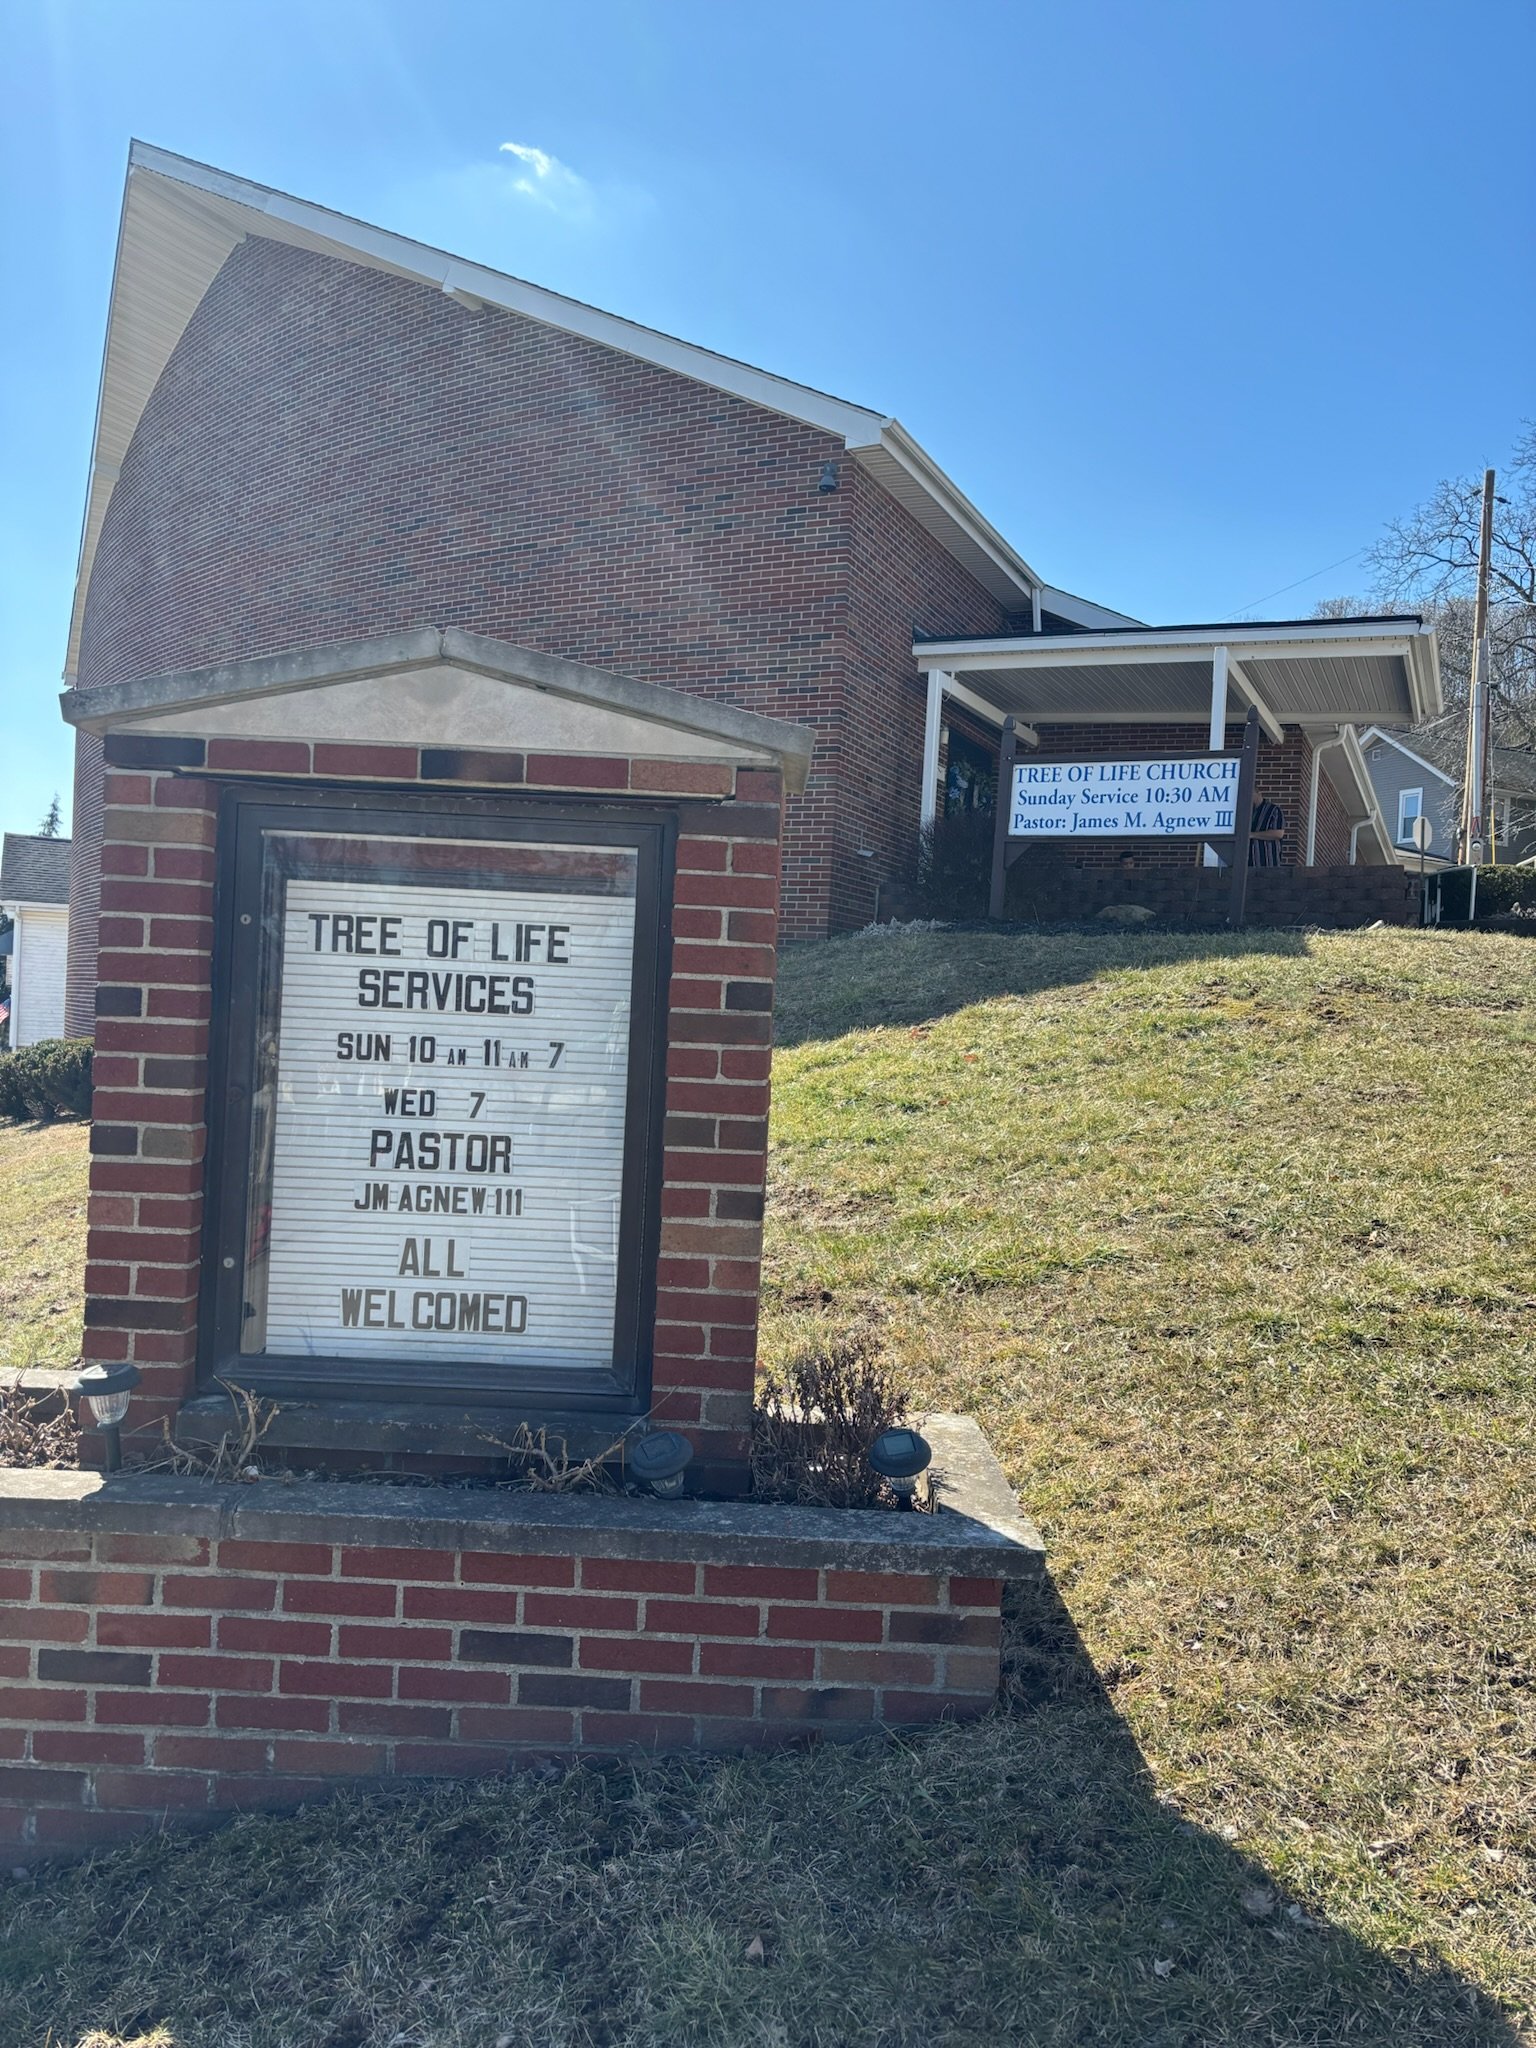 TREE OF LIFE
SERVICES
SUN 10 AM 11 AM 7
WED 7
PASTOR
JM AGNEW 111
ALL
WELCOMED
TREE OF LIFE CHURCH
Sunday Service 10:30 AM
Pastor: James M. Agnew III